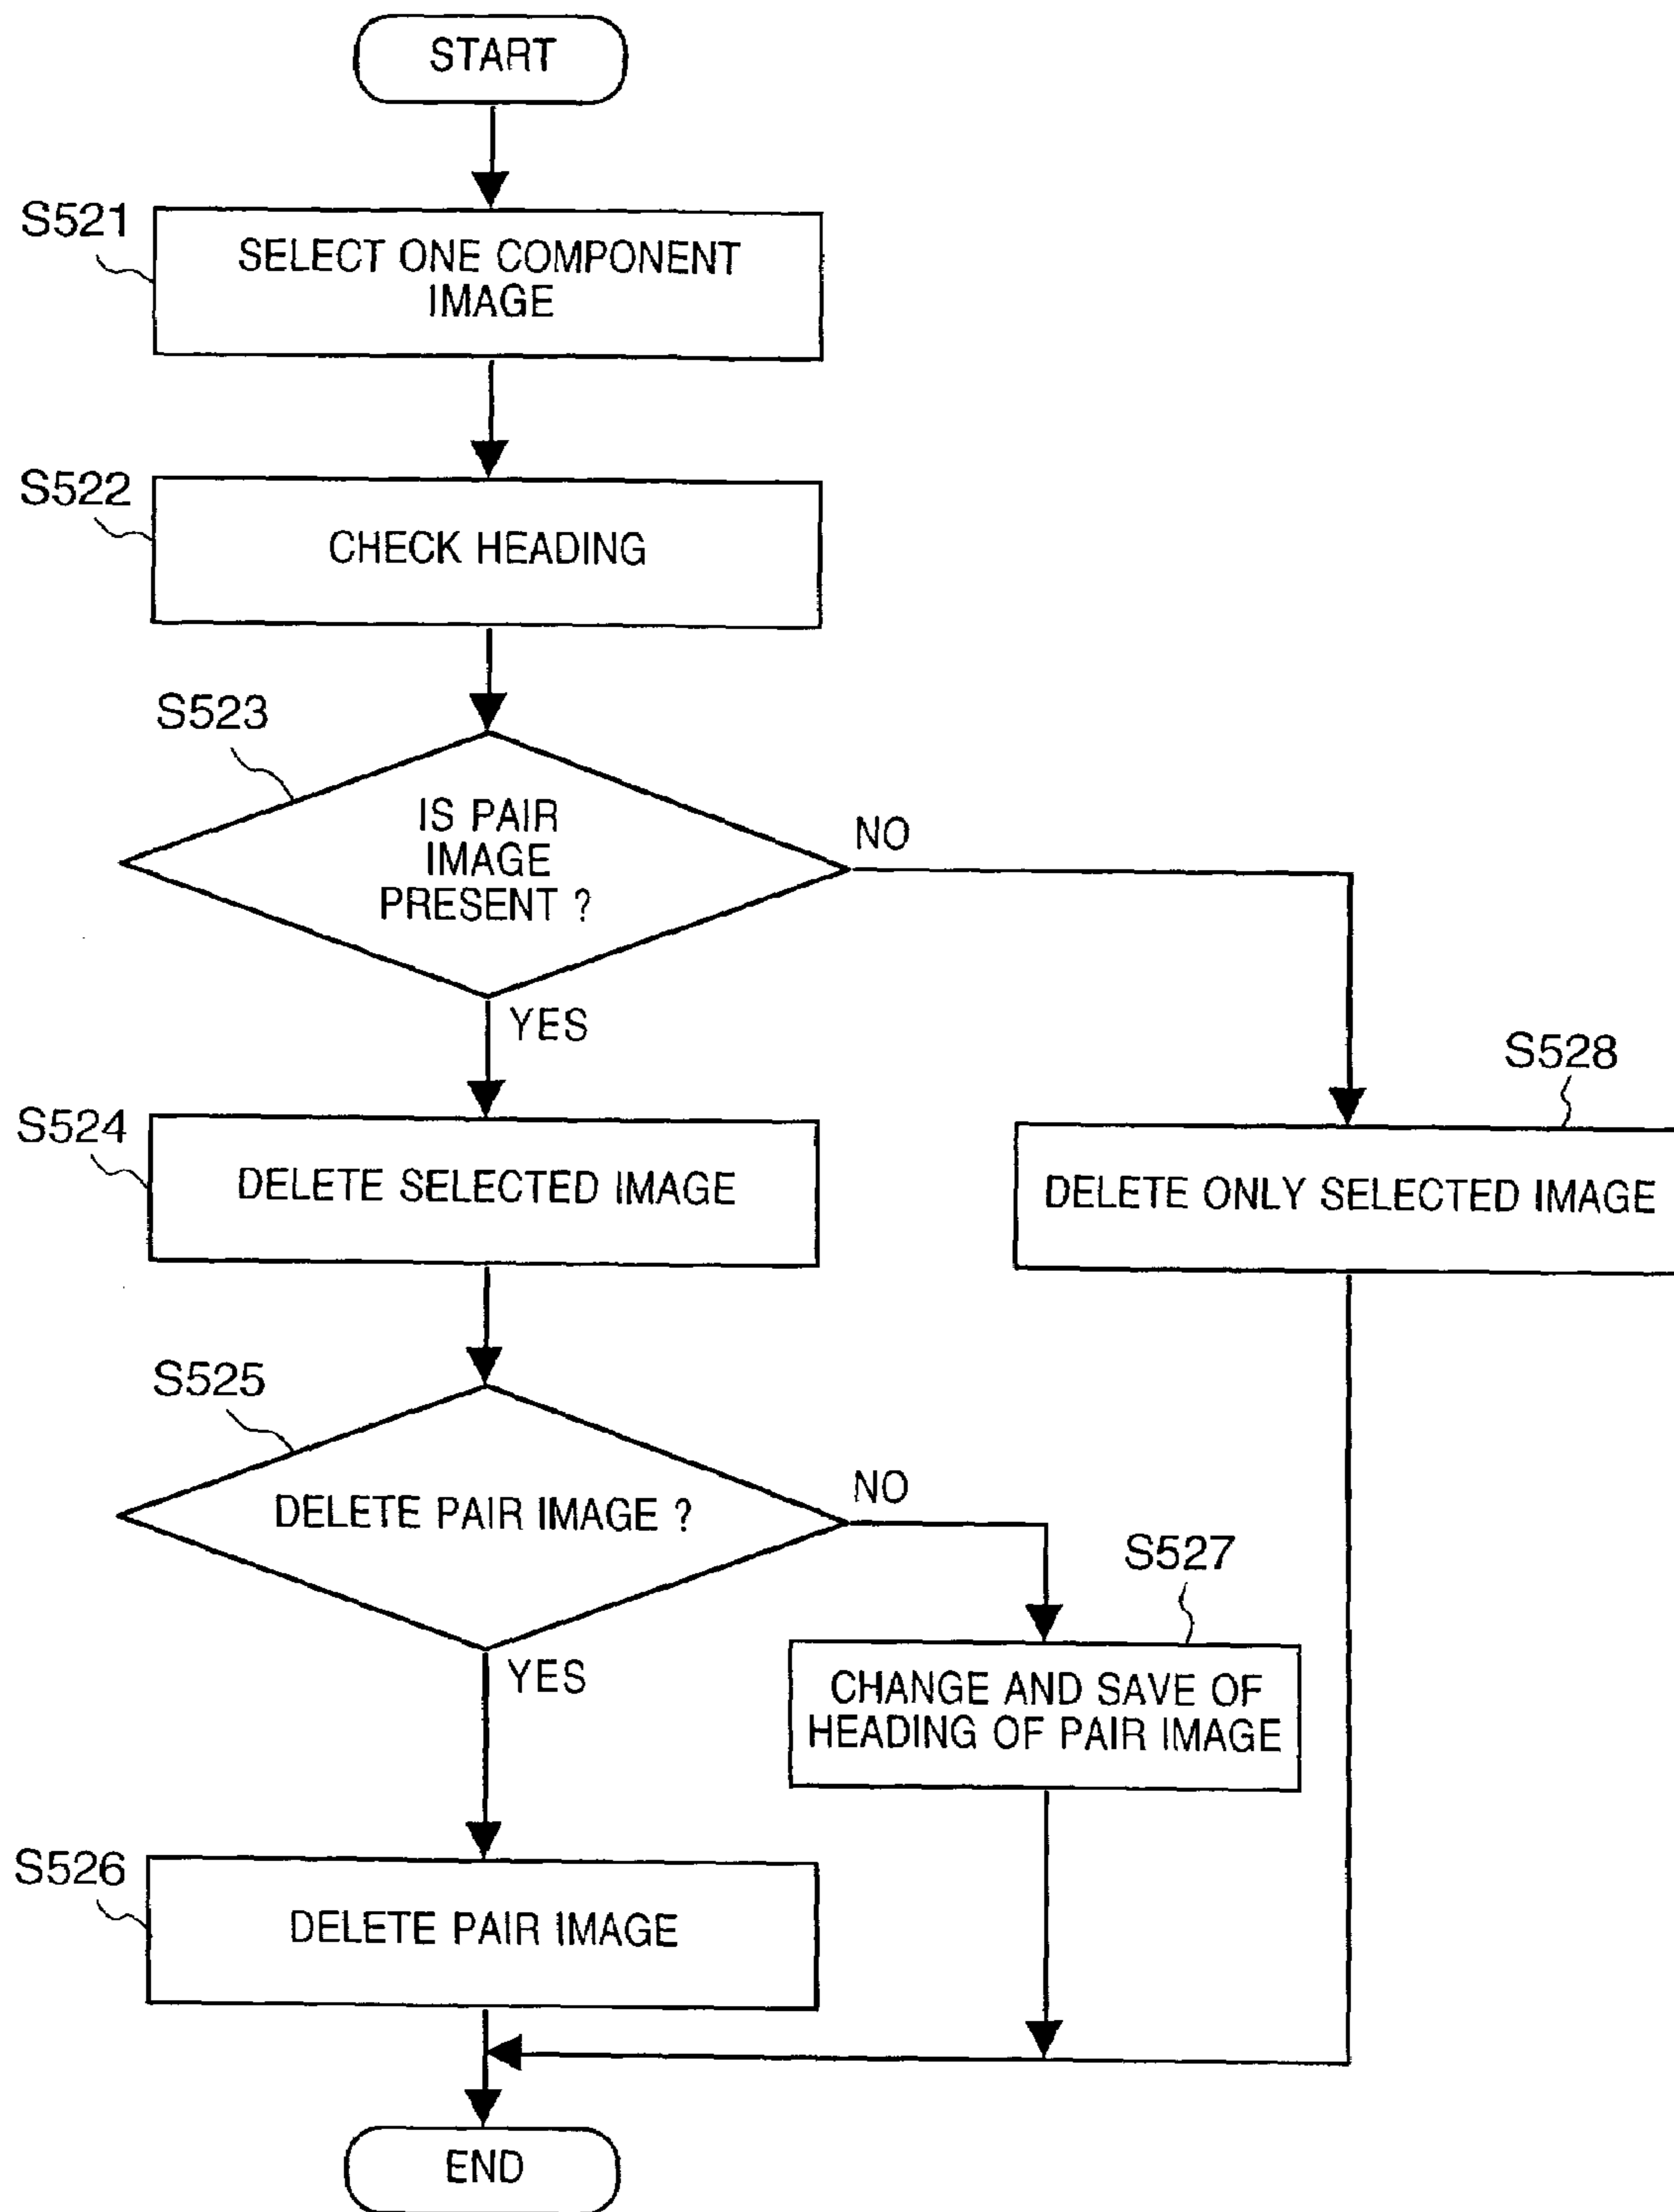 START
S521
SELECT ONE COMPONENT
IMAGE
S522
CHECK HEADING
S523
IS PAIR
IMAGE
PRESENT ?
NO
YES
S524
DELETE SELECTED IMAGE
S528
DELETE ONLY SELECTED IMAGE
S525
DELETE PAIR IMAGE ?
NO
YES
S527
CHANGE AND SAVE OF
HEADING OF PAIR IMAGE
S526
DELETE PAIR IMAGE
END